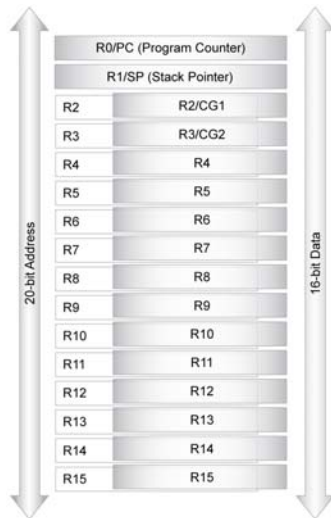 R0/PC (Program Counter)
R1/SP (Stack Pointer)
R2 R2/CG1
R3 R3/CG2
R4 R4
R5 R5
R6 R6
R7 R7
R8 R8
R9 R9
R10 R10
R11 R11
R12 R12
R13 R13
R14 R14
R15 R15
20-bit Address
16-bit Data